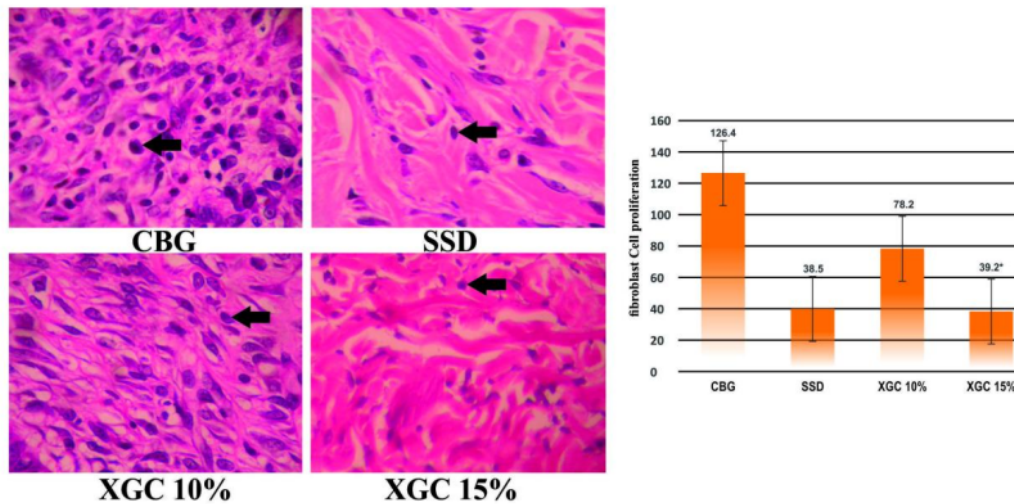 CBG
SSD
XGC 10%
XGC 15%
fibroblast Cell proliferation
160
140
120
100
80
60
40
20
0
126.4
38.5
78.2
39.2*
CBG
SSD
XGC 10%
XGC 15%